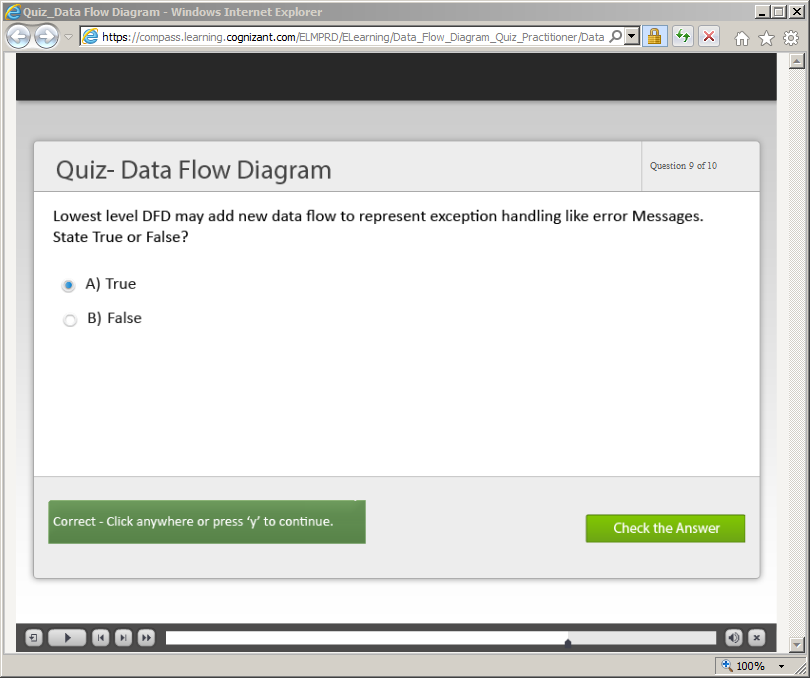 Quiz_Data Flow Diagram - Windows Internet Explorer
https://compass.learning.cognizant.com/ELMPRD/ELearning/Data_Flow_Diagram_Quiz_Practitioner/Data
Quiz- Data Flow Diagram
Question 9 of 10
Lowest level DFD may add new data flow to represent exception handling like error Messages.
State True or False?
A) True
B) False
Correct - Click anywhere or press ‘y’ to continue.
Check the Answer
100%